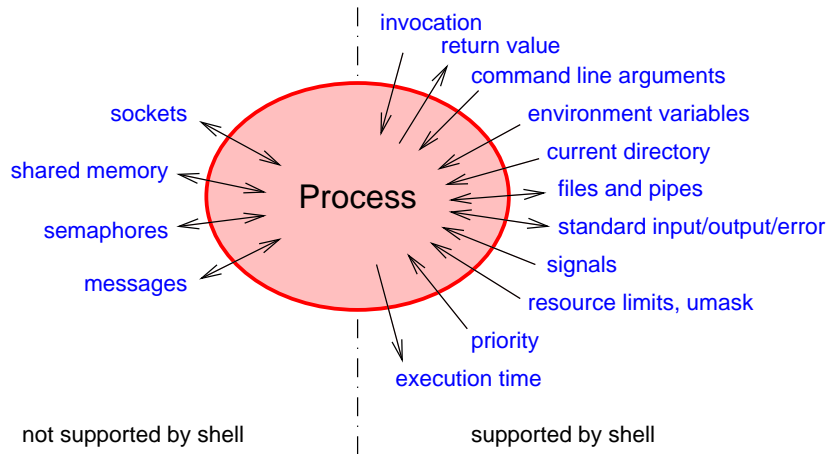 invocation
return value
command line arguments
environment variables
current directory
files and pipes
standard input/output/error
signals
resource limits, umask
priority
execution time
sockets
shared memory
semaphores
messages
Process
not supported by shell
supported by shell